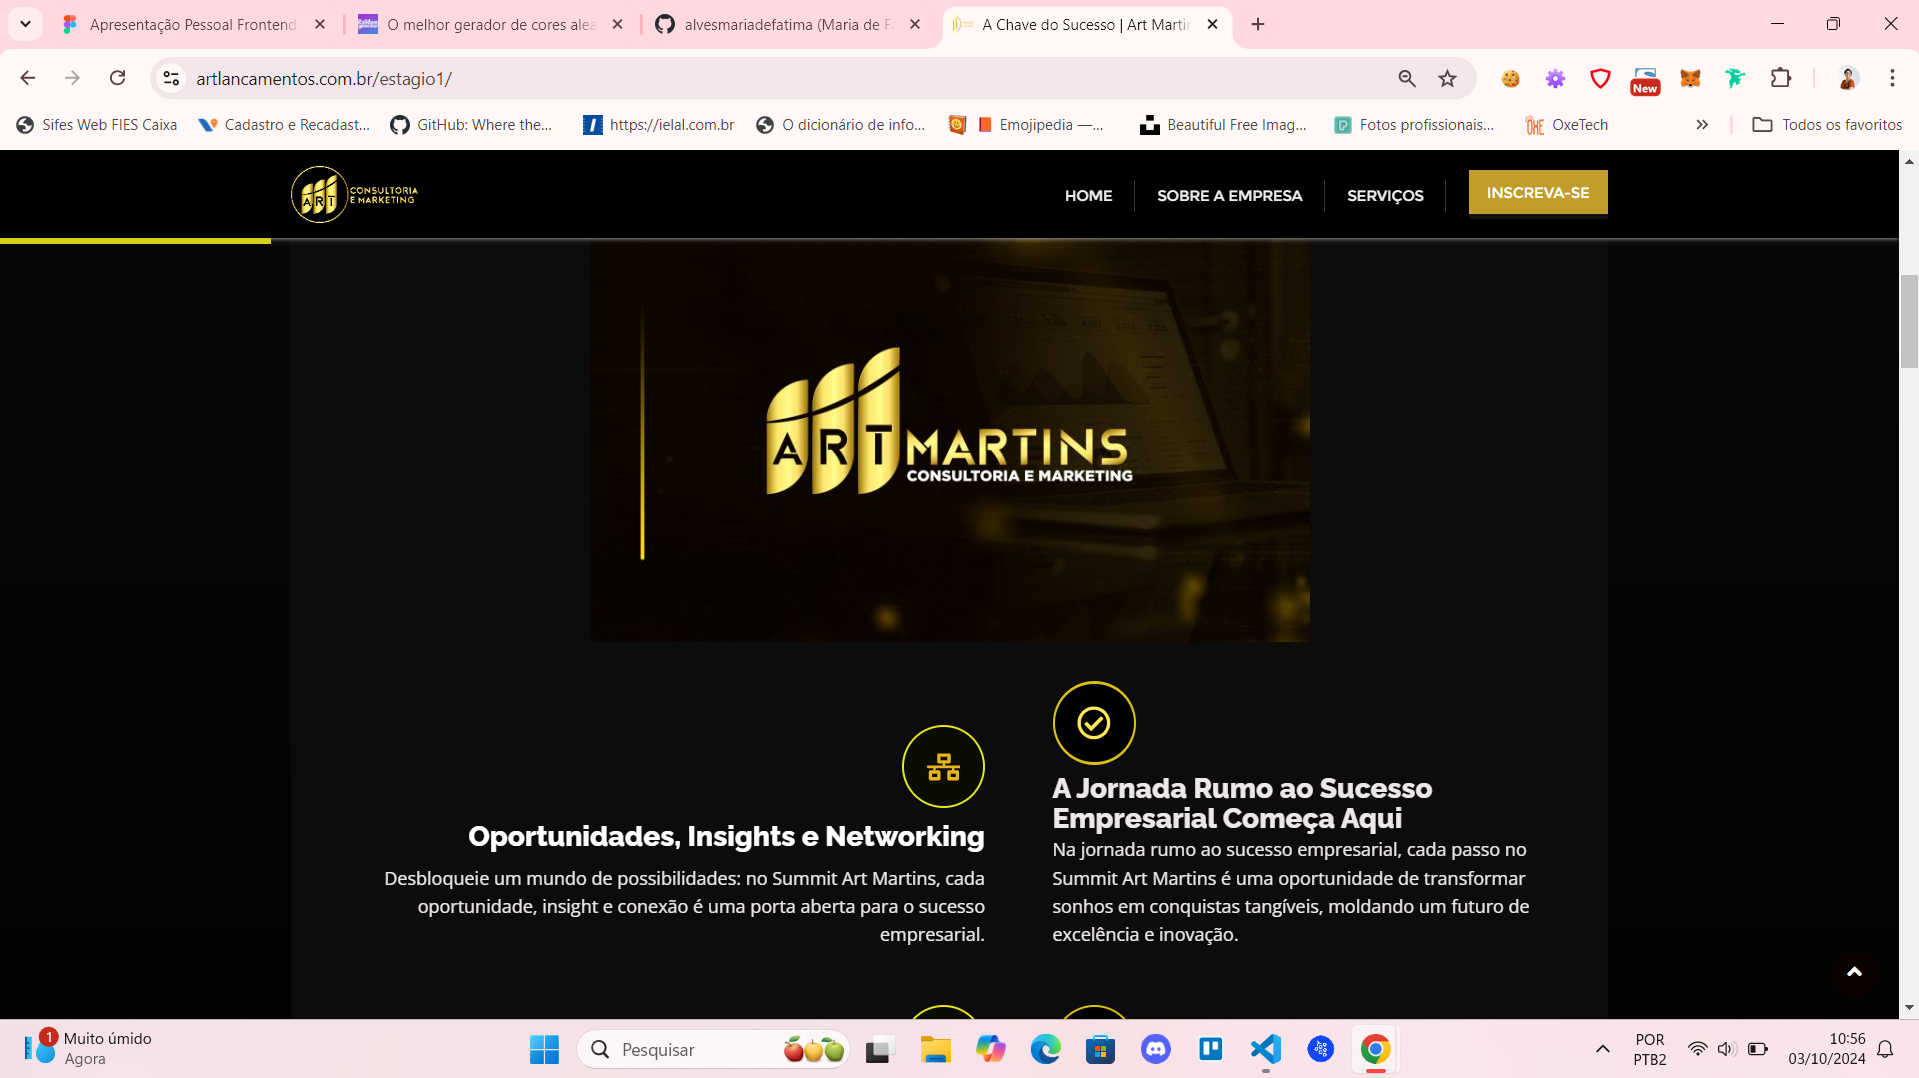 Apresentação Pessoal Frontend
O melhor gerador de cores alea
alvesmariadefatima (Maria de F
A Chave do Sucesso | Art Martin
artlancamentos.com.br/estagio1/
New
Sifes Web FIES Caixa
Cadastro e Recadast...
GitHub: Where the...
https://ielal.com.br
O dicionário de info...
Emojipedia —...
Beautiful Free Imag...
Fotos profissionais...
OxeTech
Todos os favoritos
ART
CONSULTORIA
E MARKETING
HOME
SOBRE A EMPRESA
SERVIÇOS
INSCREVA-SE
ART MARTINS
CONSULTORIA E MARKETING
Oportunidades, Insights e Networking
Desbloqueie um mundo de possibilidades: no Summit Art Martins, cada
oportunidade, insight e conexão é uma porta aberta para o sucesso
empresarial.
A Jornada Rumo ao Sucesso
Empresarial Começa Aqui
Na jornada rumo ao sucesso empresarial, cada passo no
Summit Art Martins é uma oportunidade de transformar
sonhos em conquistas tangíveis, moldando um futuro de
excelência e inovação.
1
Muito úmido
Agora
Pesquisar
POR
PTB2
10:56
03/10/2024